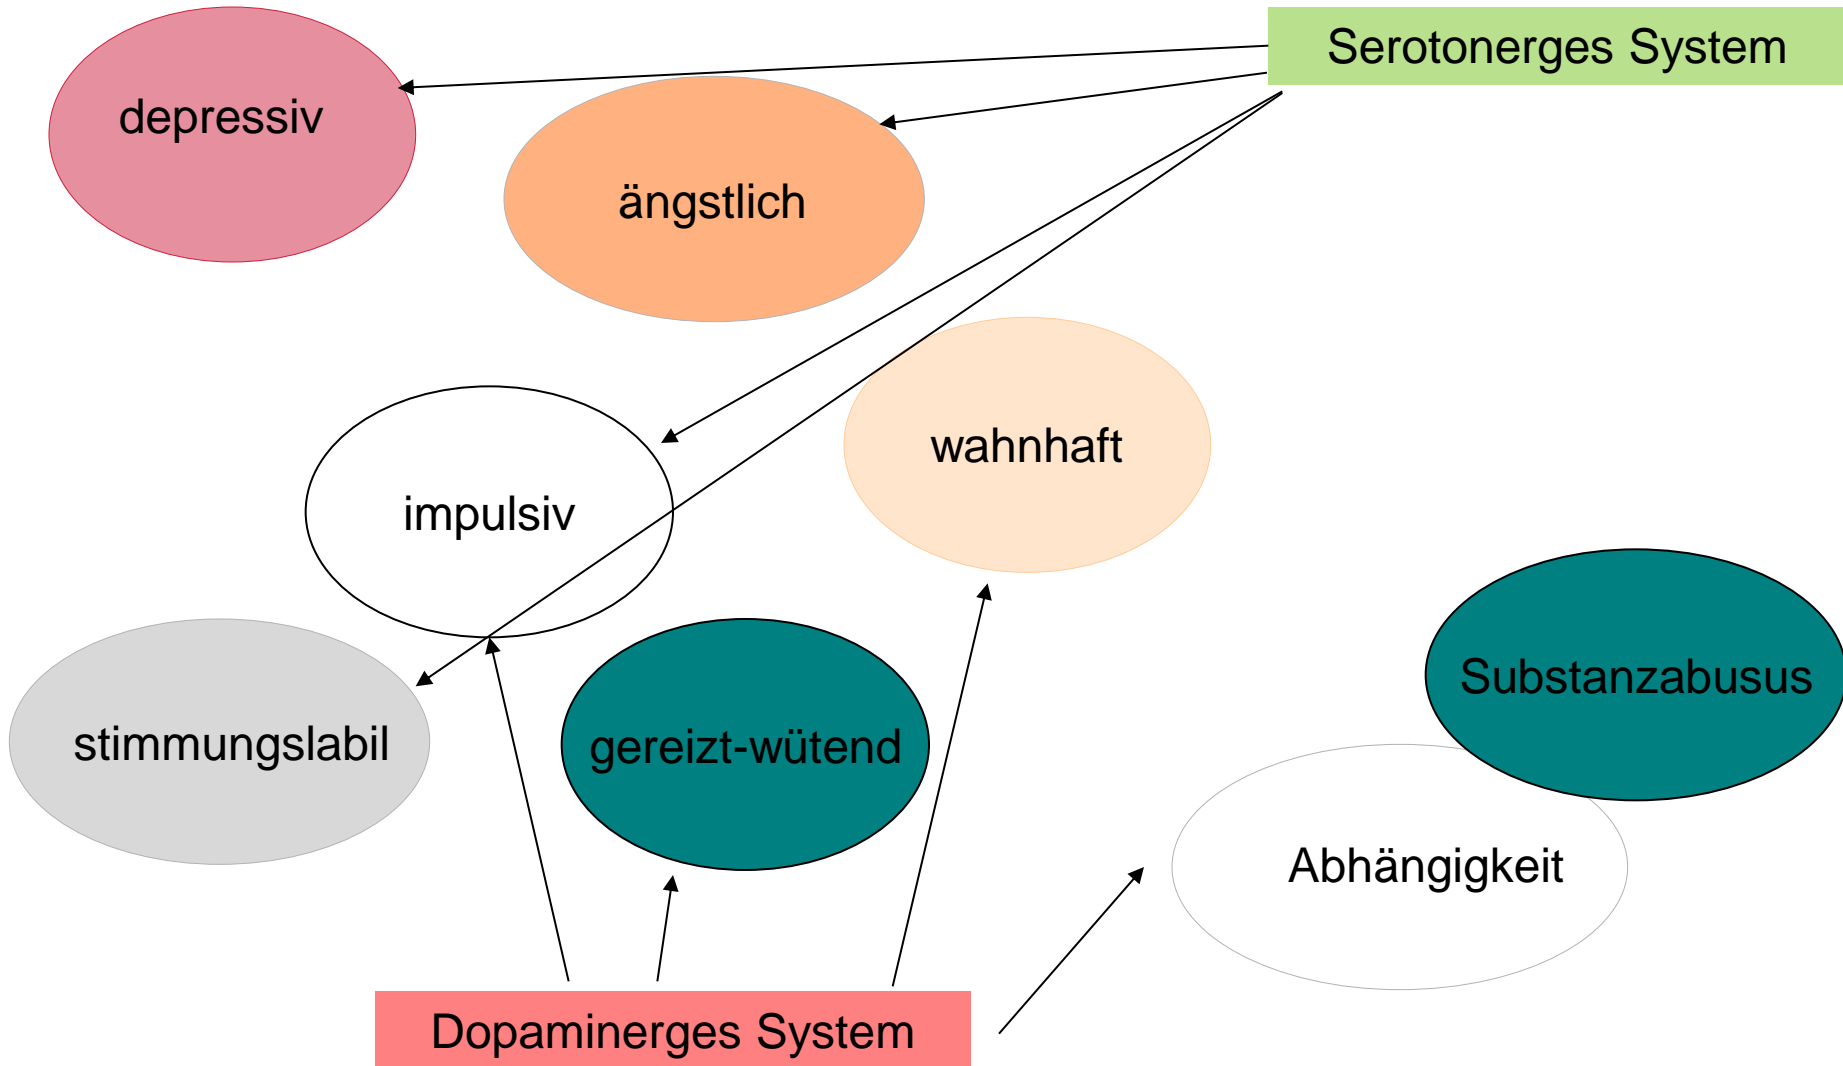 Serotonerges System
depressiv
ängstlich
wahnhaft
impulsiv
Substanzabusus
stimmungslabil
gereizt-wütend
Abhängigkeit
Dopaminerges System